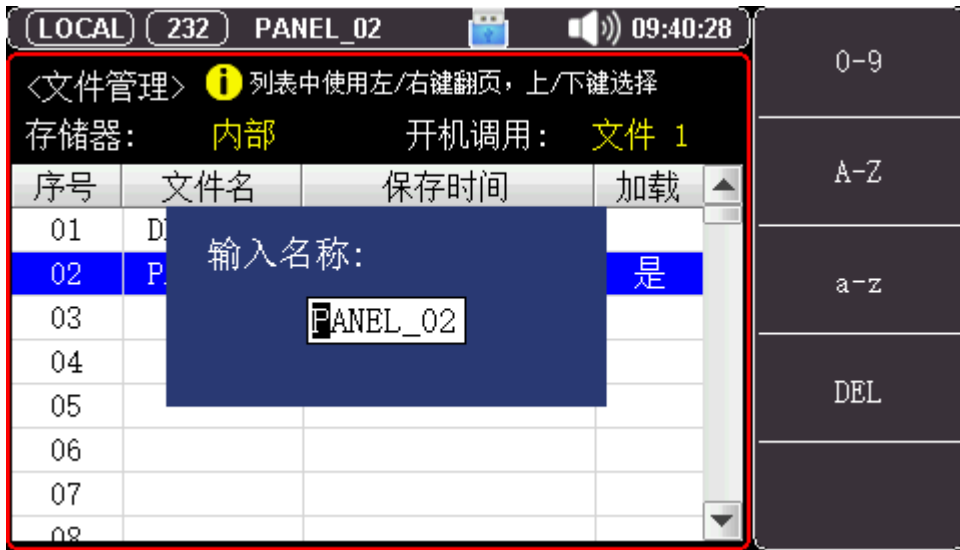 LOCAL 232 PANEL_02 09:40:28
<文件管理> i 列表中使用左/右键翻页，上/下键选择
存储器： 内部 开机调用： 文件 1
序号 文件名 保存时间 加载
01
02 是
03
04
05
06
07
08
输入名称:
PANEL_02
0-9
A-Z
a-z
DEL